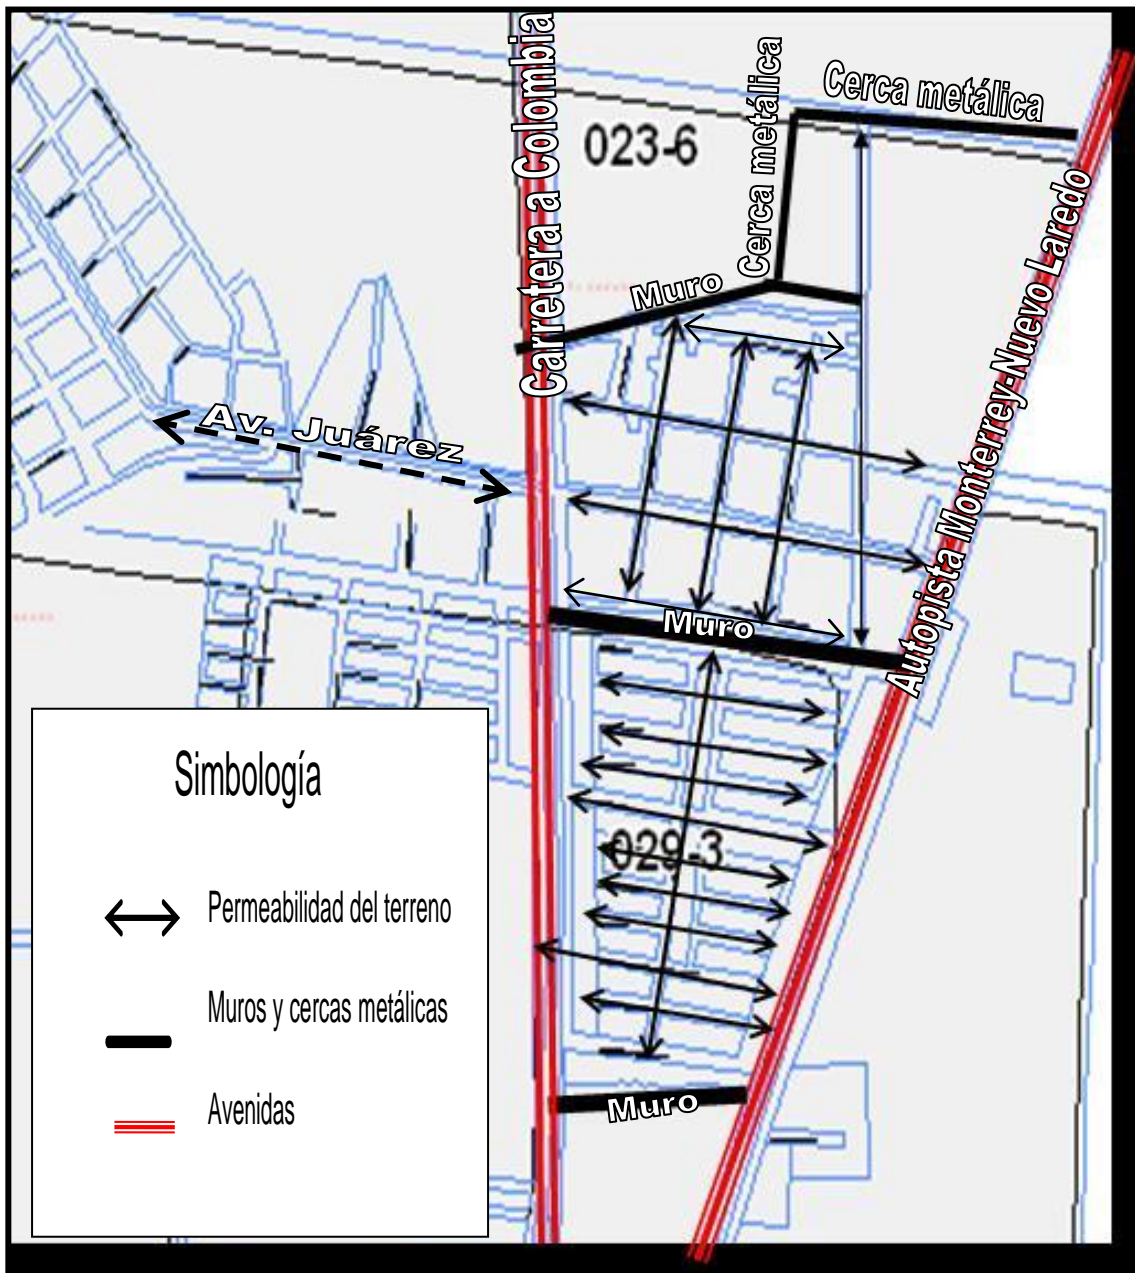 Carretera a Colombia
Cerca metálica
Cerca metálica
023-6
Muro
Autopista Monterrey-Nuevo Laredo
Av. Juárez
Muro
029-3
Muro
Simbología
Permeabilidad del terreno
Muros y cercas metálicas
Avenidas